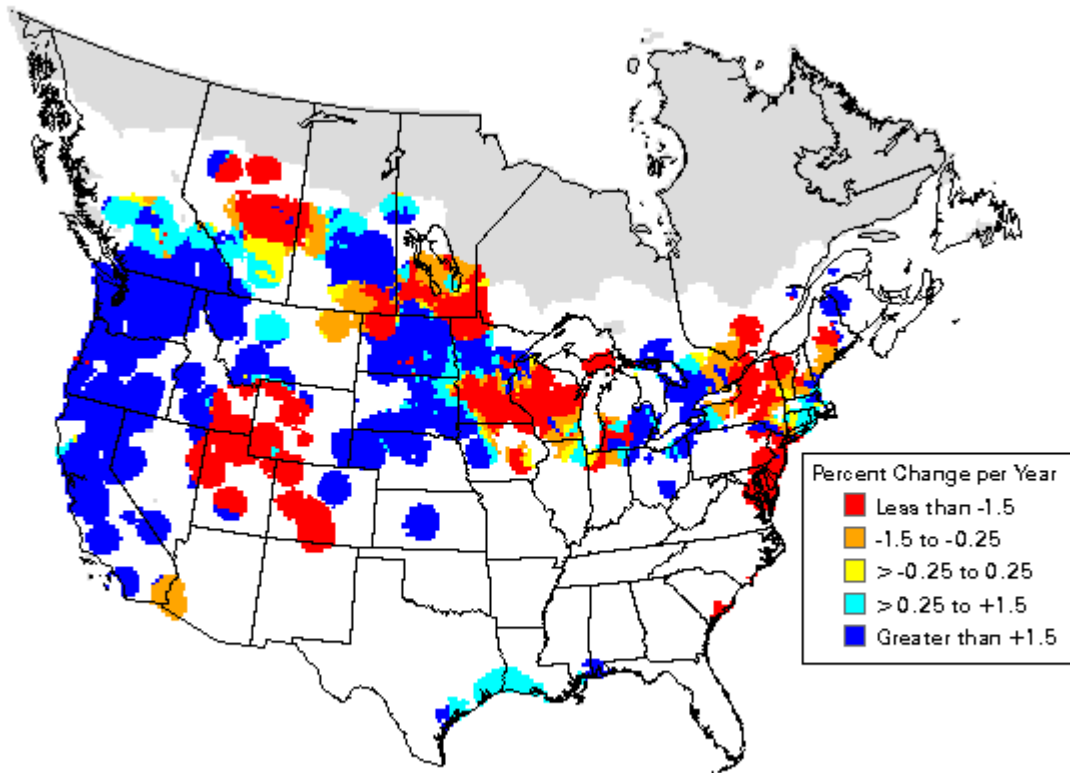 Percent Change per Year
Less than -1.5
-1.5 to -0.25
> -0.25 to 0.25
> 0.25 to +1.5
Greater than +1.5